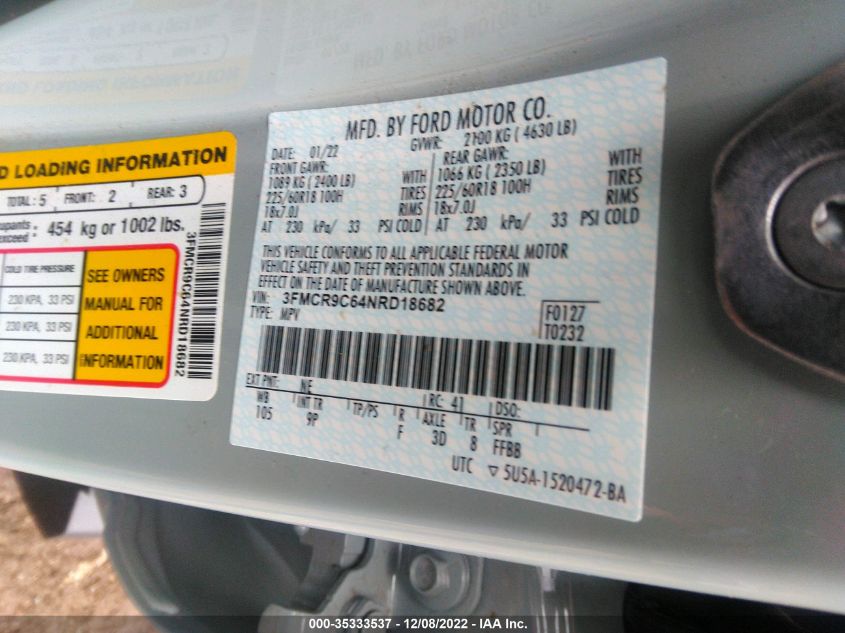 D LOADING INFORMATION
TOTAL: 5 FRONT: 2 REAR: 3
upants
exceed: 454 kg or 1002 lbs.
COLD TIRE PRESSURE
230 KPA, 33 PSI
230 KPA, 33 PSI
230 KPA, 33 PSI
SEE OWNERS
MANUAL FOR
ADDITIONAL
INFORMATION
3FMCR9C64NRD18682
MFD. BY FORD MOTOR CO.
DATE: 01/22 GVWR: 2100 KG ( 4630 LB)
FRONT GAWR: WITH REAR GAWR: WITH
1089 KG ( 2400 LB) TIRES 1066 KG ( 2350 LB) TIRES
225/60R18 100H RIMS 225/60R18 100H RIMS
18x7.0J 18x7.0J
AT 230 kPa/ 33 PSI COLD AT 230 kPa/ 33 PSI COLD
THIS VEHICLE CONFORMS TO ALL APPLICABLE FEDERAL MOTOR
VEHICLE SAFETY AND THEFT PREVENTION STANDARDS IN
EFFECT ON THE DATE OF MANUFACTURE SHOWN ABOVE.
VIN: 3FMCR9C64NRD18682
TYPE: MPV
F0127
T0232
EXT PNT: NE RC: 41 DSO:
WB INT TR TP/PS R AXLE TR SPR
105 9P F 3D 8 FFBB
UTC ▽ 5U5A-1520472-BA
000-35333537 - 12/08/2022 - IAA Inc.